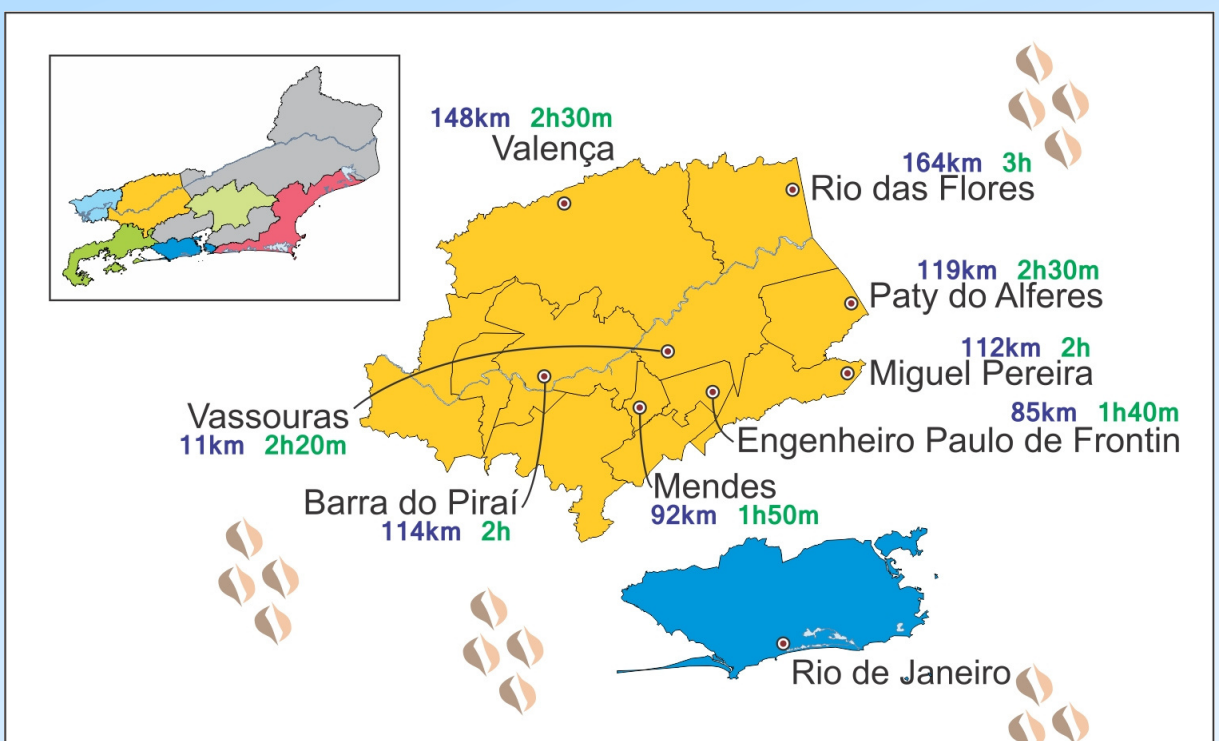 148km 2h30m
Valença
164km 3h
Rio das Flores
119km 2h30m
Paty do Alferes
112km 2h
Miguel Pereira
85km 1h40m
Engenheiro Paulo de Frontin
Vassouras
11km 2h20m
Mendes
92km 1h50m
Barra do Piraí
114km 2h
Rio de Janeiro